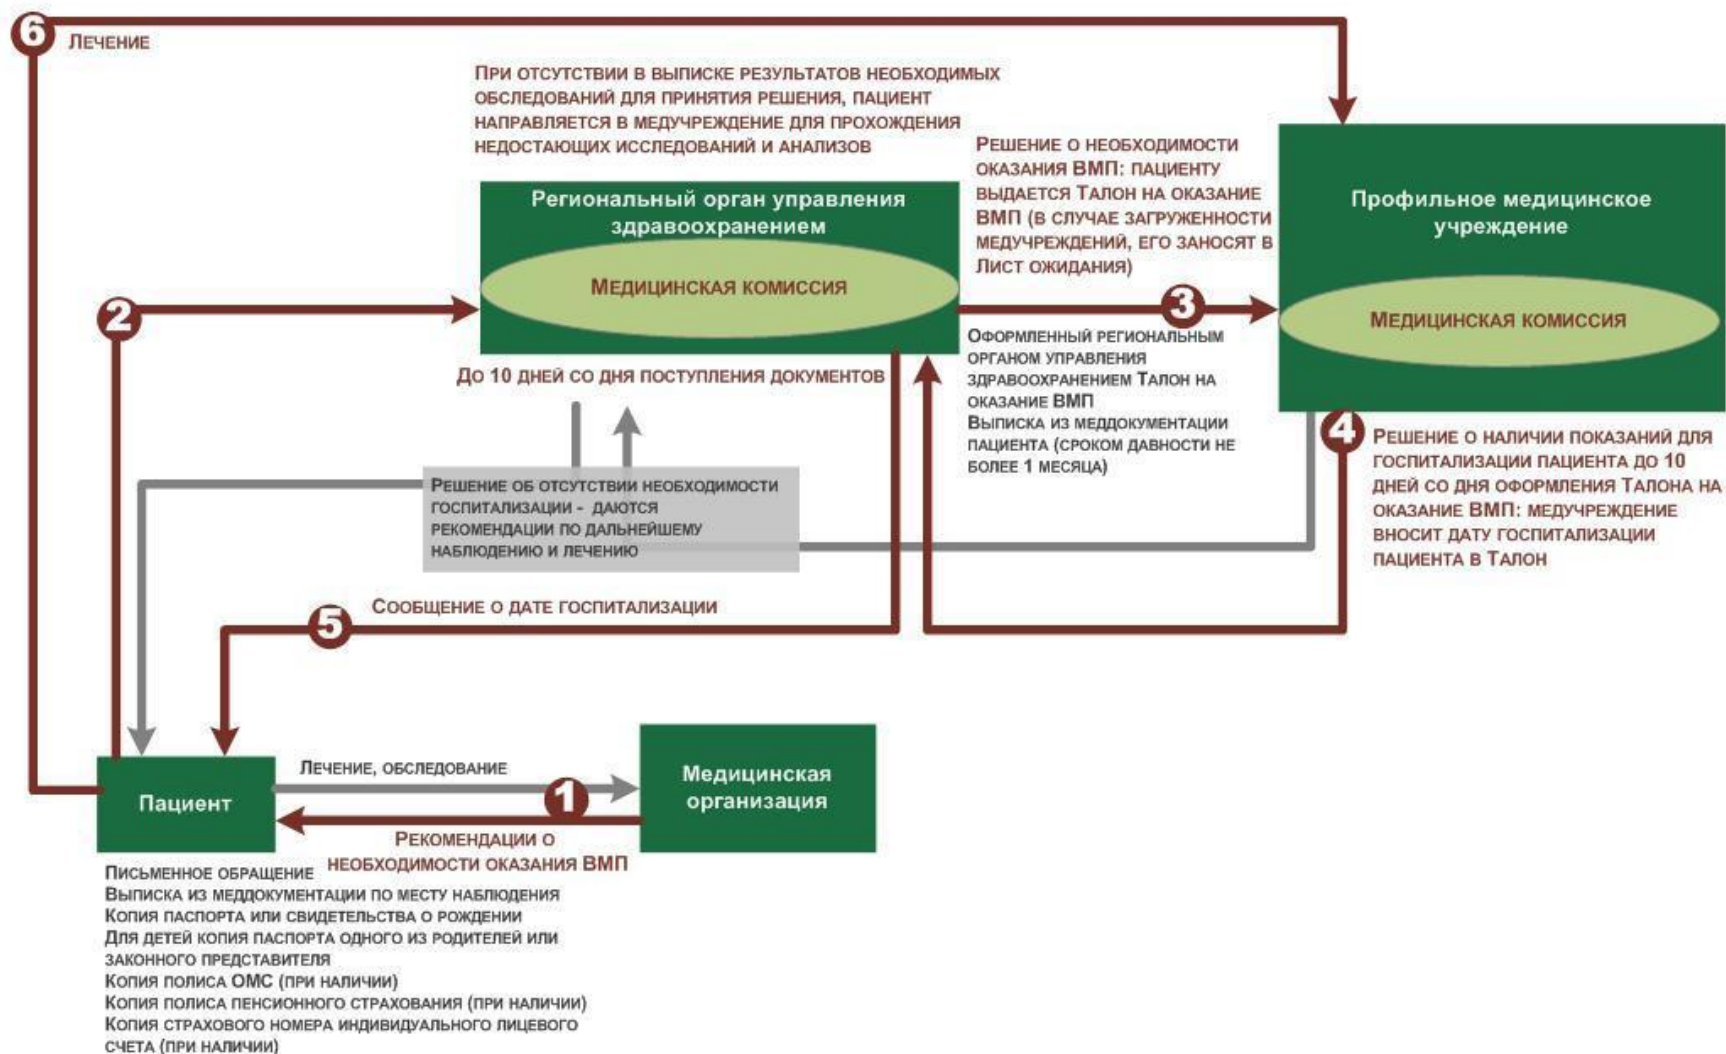 6
Лечение
При отсутствии в выписке результатов необходимых
обследований для принятия решения, пациент
направляется в медучреждение для прохождения
недостающих исследований и анализов
Региональный орган управления
здравоохранением
Медицинская комиссия
До 10 дней со дня поступления документов
2
Решение о необходимости
оказания ВМП: пациенту
выдается Талон на оказание
ВМП (в случае загруженности
медучреждений, его заносят в
Лист ожидания)
3
Оформленный региональным
органом управления
здравоохранением Талон на
оказание ВМП
Выписка из меддокументации
пациента (сроком давности не
более 1 месяца)
Профильное медицинское
учреждение
Медицинская комиссия
4
Решение о наличии показаний для
госпитализации пациента до 10
дней со дня оформления Талона на
оказание ВМП: медучреждение
вносит дату госпитализации
пациента в Талон
Решение об отсутствии необходимости
госпитализации - даются
рекомендации по дальнейшему
наблюдению и лечению
Сообщение о дате госпитализации
5
Пациент
Лечение, обследование
1
Медицинская
организация
Рекомендации о
необходимости оказания ВМП
Письменное обращение
Выписка из меддокументации по месту наблюдения
Копия паспорта или свидетельства о рождении
Для детей копия паспорта одного из родителей или
законного представителя
Копия полиса ОМС (при наличии)
Копия полиса пенсионного страхования (при наличии)
Копия страхового номера индивидуального лицевого
счета (при наличии)